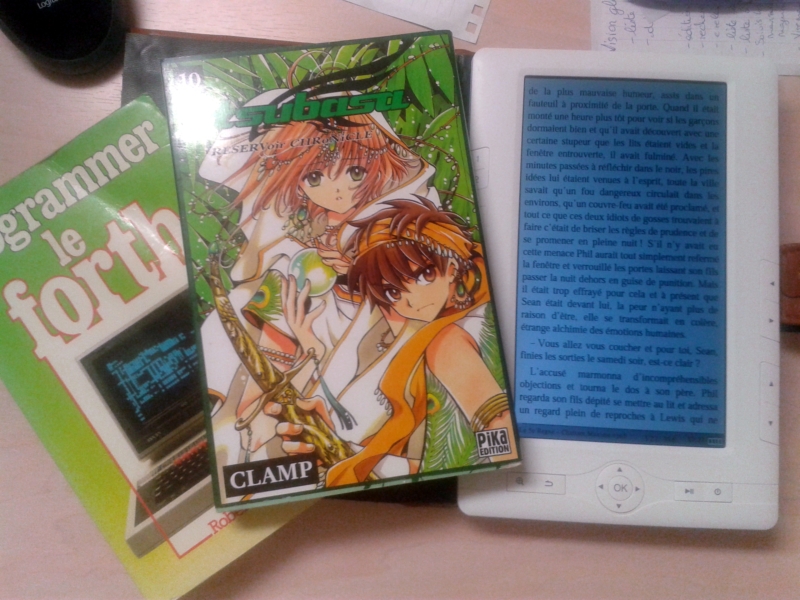 ogrammer
le
forth
10
Tsubasa
RESERVoir CHRoNiCLE
CLAMP
PiKA
EDITION
de la plus mauvaise humeur, assis dans un
fauteuil à proximité de la porte. Quand il était
monté une heure plus tôt pour voir si les garçons
dormaient bien et qu'il avait découvert avec une
certaine stupeur que les lits étaient vides et la
fenêtre entrouverte, il avait fulminé. Avec les
minutes passées à réfléchir dans le noir, les pires
idées lui étaient venues à l'esprit, toute la ville
savait qu'un fou dangereux circulait dans les
environs, qu'un couvre-feu avait été proclamé, et
tout ce que ces deux idiots de gosses trouvaient à
faire c'était de briser les règles de prudence et de
se promener en pleine nuit ! S'il n'y avait eu
cette menace Phil aurait tout simplement refermé
la fenêtre et verrouillé les portes laissant son fils
passer la nuit dehors en guise de punition. Mais
il était trop effrayé pour cela et à présent que
Sean était devant lui, la peur n'ayant plus de
raison d'être, elle se transformait en colère,
étrange alchimie des émotions humaines.
– Vous allez vous coucher et pour toi, Sean,
finies les sorties le samedi soir, est-ce clair ?
L'accusé marmonna d'incompréhensibles
objections et tourna le dos à son père. Phil
regarda son fils dépité se mettre au lit et adressa
un regard plein de reproches à Lewis qui ne
OK